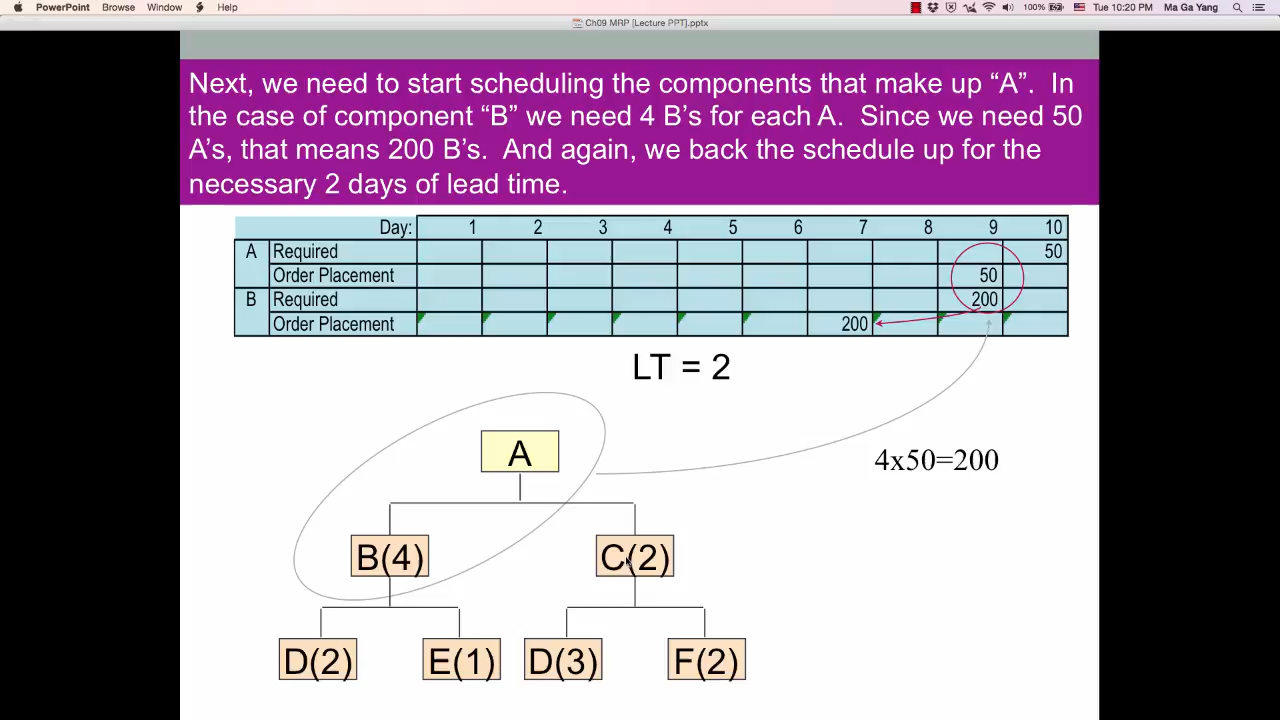 PowerPoint Browse Window Help 100% Tue 10:20 PM Ma Ga Yang
Ch09 MRP [Lecture PPT].pptx
Next, we need to start scheduling the components that make up “A”. In
the case of component “B” we need 4 B’s for each A. Since we need 50
A’s, that means 200 B’s. And again, we back the schedule up for the
necessary 2 days of lead time.
Day: 1 2 3 4 5 6 7 8 9 10
A Required 50
Order Placement 50
B Required 200
Order Placement 200
LT = 2
A
4x50=200
B(4) C(2)
D(2) E(1) D(3) F(2)